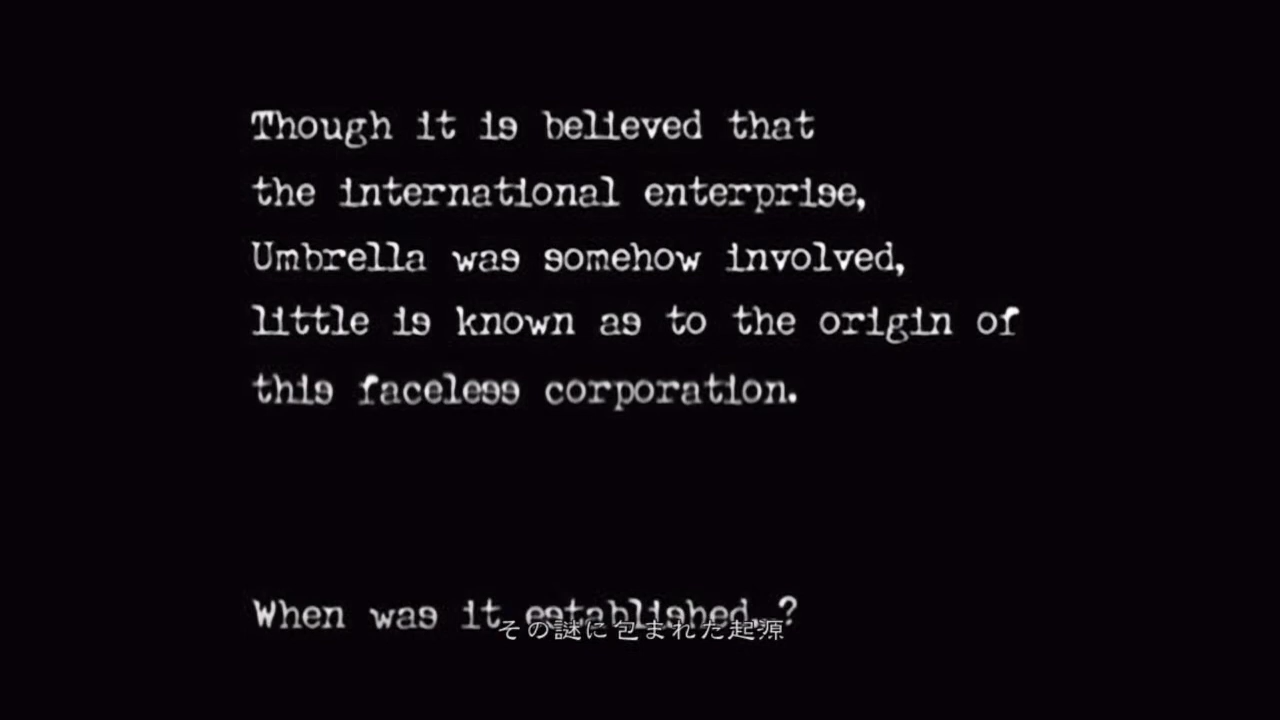 Though it is believed that
the international enterprise,
Umbrella was somehow involved,
little is known as to the origin of
this faceless corporation.
When was it established..?
その謎に包まれた起源